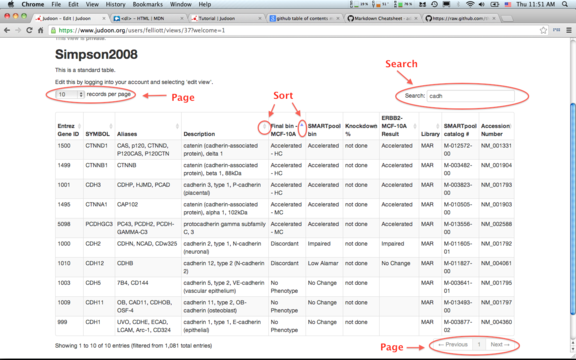 Chrome File Edit View History Bookmarks Window Help
Thu 11:51 AM
Judoon - Edit | Judoon
<dl> - HTML | MDN
Tutorial | Judoon
github table of contents
Markdown Cheatsheet
https://raw.github.com
https://www.judoon.org/users/felliott/views/37?welcome=1
This view is private.
Simpson2008
This is a standard table.
Edit this by logging into your account and selecting 'edit view'.
10 records per page
Page
Sort
Search
Search: cadh
Entrez Gene ID SYMBOL Aliases Description Final bin - MCF-10A SMARTpool bin Knockdown % ERBB2-MCF-10A Result Library SMARTpool catalog # Accession Number
1500 CTNND1 CAS, p120, CTNND, P120CAS, P120CTN catenin (cadherin-associated protein), delta 1 Accelerated - HC Accelerated not done Accelerated MAR M-012572-00 NM_001331
1499 CTNNB1 CTNNB catenin (cadherin-associated protein), beta 1, 88kDa Accelerated - HC Accelerated not done Accelerated MAR M-003482-00 NM_001904
1001 CDH3 CDHP, HJMD, PCAD cadherin 3, type 1, P-cadherin (placental) Accelerated - HC Accelerated not done Accelerated MAR M-003823-00 NM_001793
1495 CTNNA1 CAP102 catenin (cadherin-associated protein), alpha 1, 102kDa Accelerated - MC Accelerated not done Accelerated MAR M-010505-00 NM_001903
5098 PCDHGC3 PC43, PCDH2, PCDH-GAMMA-C3 protocadherin gamma subfamily C, 3 Accelerated - MC Accelerated not done Accelerated MAR M-013556-00 NM_002588
1000 CDH2 CDHN, NCAD, CDw325 cadherin 2, type 1, N-cadherin (neuronal) Discordant Impaired not done Impaired MAR M-011605-01 NM_001792
1010 CDH12 CDHB cadherin 12, type 2 (N-cadherin 2) Discordant Low Alamar not done No Change MAR M-011827-00 NM_004061
1003 CDH5 7B4, CD144 cadherin 5, type 2, VE-cadherin (vascular epithelium) No Phenotype No Change not done MAR M-003641-01 NM_001795
1009 CDH11 OB, CAD11, CDHOB, OSF-4 cadherin 11, type 2, OB-cadherin (osteoblast) No Phenotype No Change not done MAR M-013493-00 NM_001797
999 CDH1 UVO, CDHE, ECAD, LCAM, Arc-1, CD324 cadherin 1, type 1, E-cadherin (epithelial) No Phenotype No Change not done MAR M-003877-02 NM_004360
Showing 1 to 10 of 10 entries (filtered from 1,081 total entries)
Page
← Previous 1 Next →